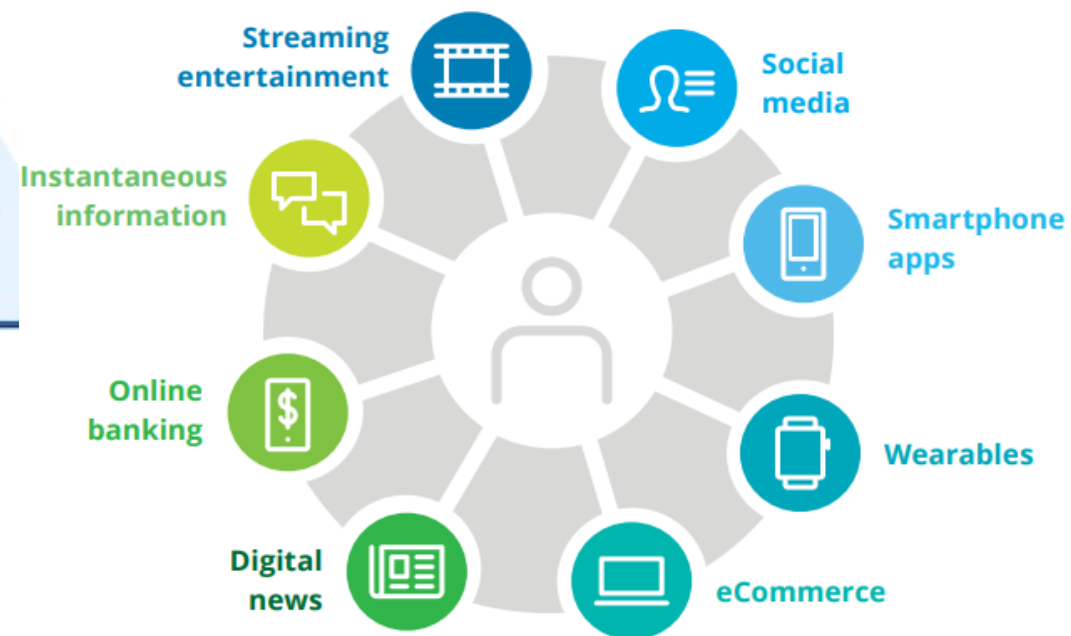 Streaming
entertainment
Social
media
Instantaneous
information
Smartphone
apps
Online
banking
$
Wearables
Digital
news
eCommerce